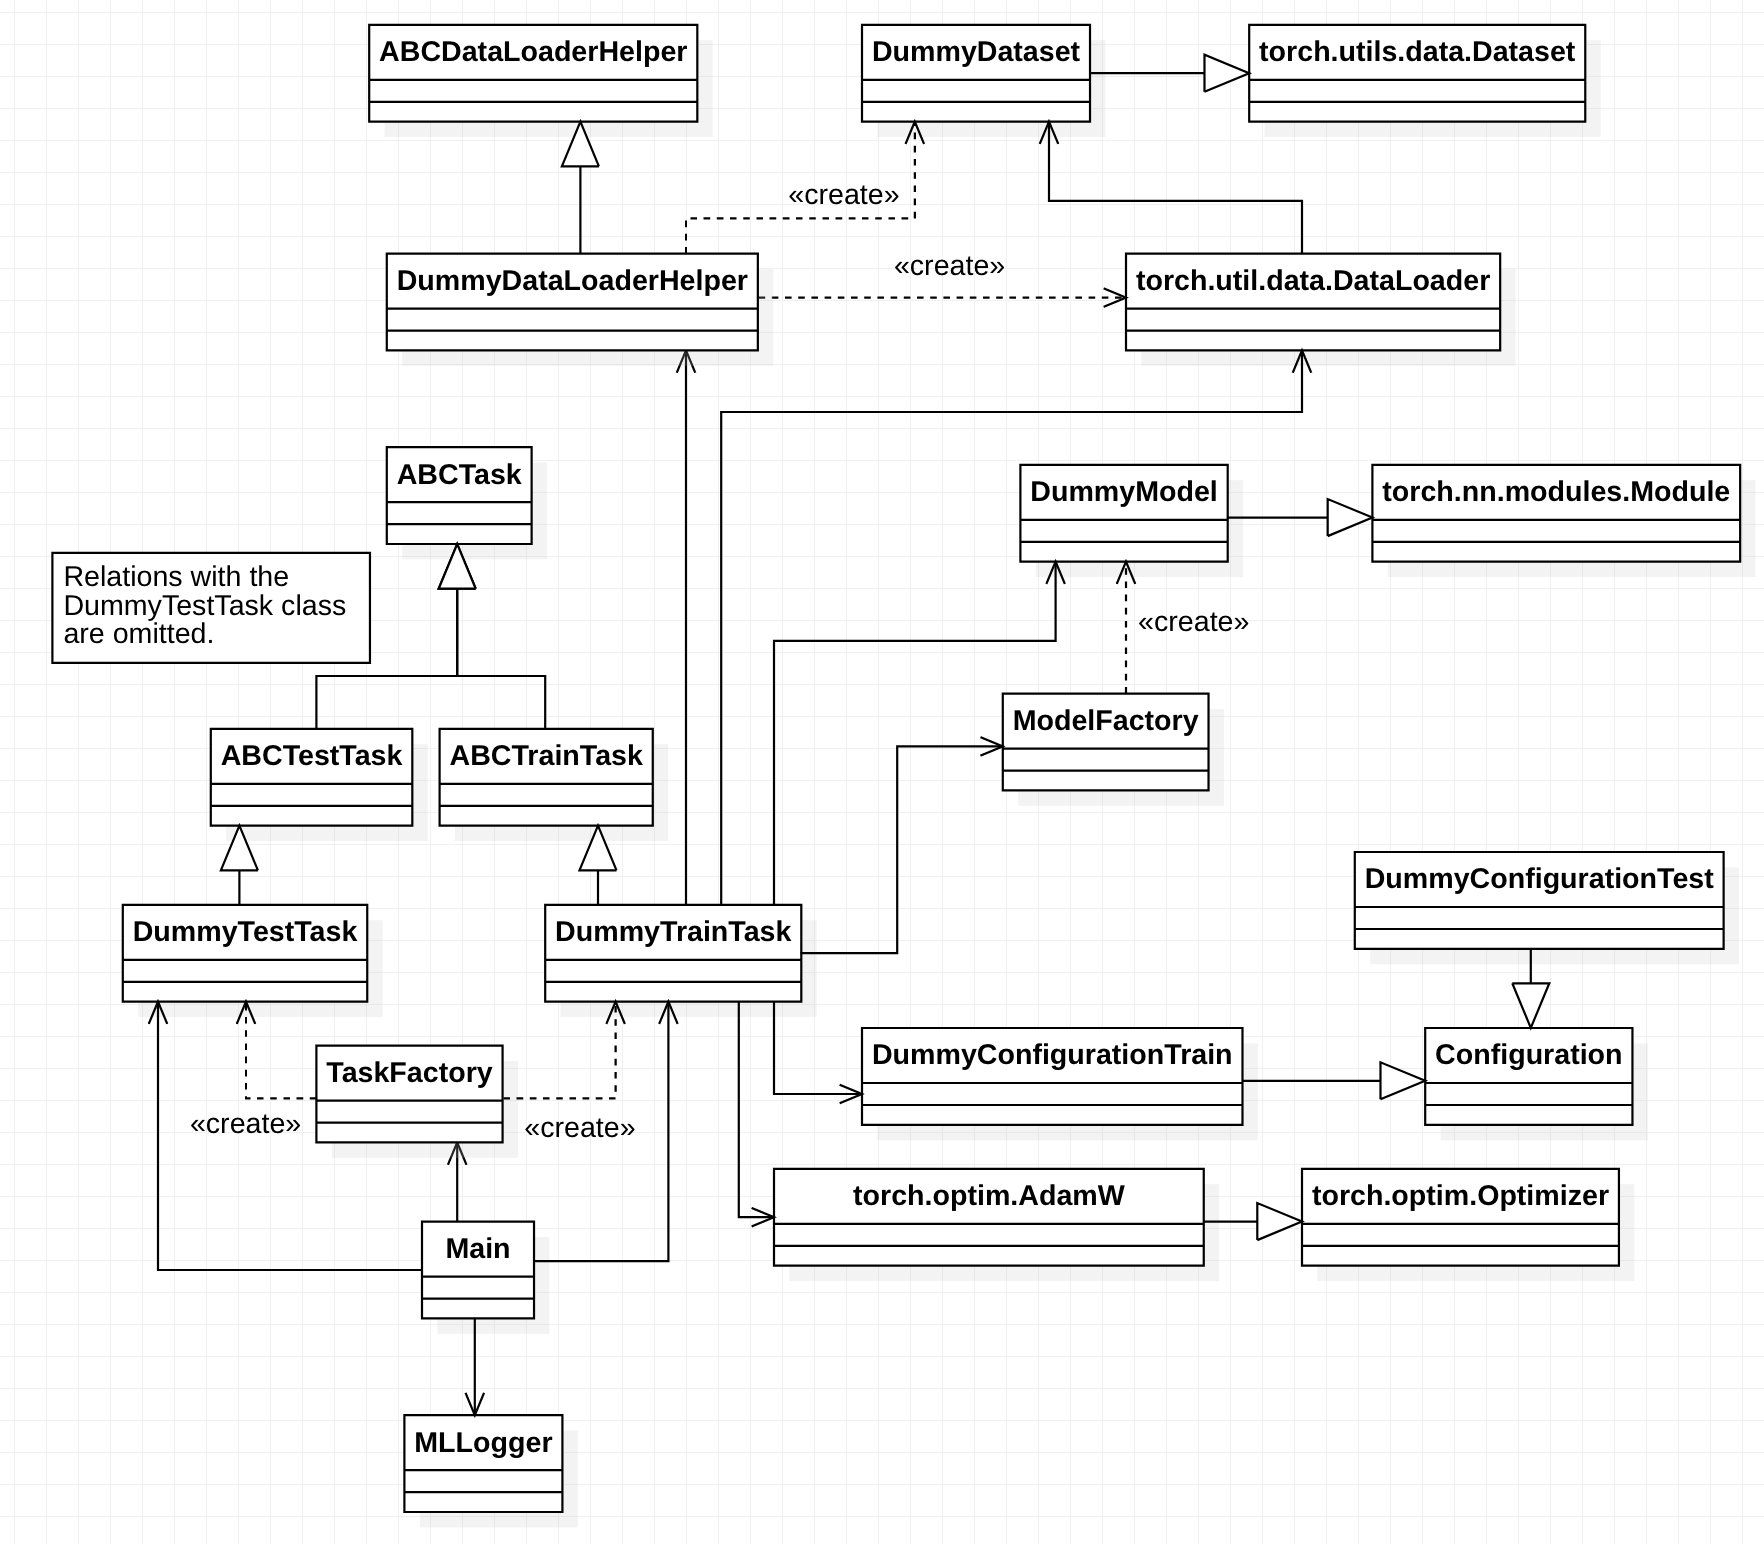 ABCDataLoaderHelper
DummyDataset
torch.utils.data.Dataset
«create»
«create»
DummyDataLoaderHelper
torch.util.data.DataLoader
ABCTask
DummyModel
torch.nn.modules.Module
Relations with the
DummyTestTask class
are omitted.
«create»
ModelFactory
ABCTestTask
ABCTrainTask
DummyConfigurationTest
DummyTestTask
DummyTrainTask
DummyConfigurationTrain
Configuration
TaskFactory
«create»
«create»
torch.optim.AdamW
torch.optim.Optimizer
Main
MLLogger